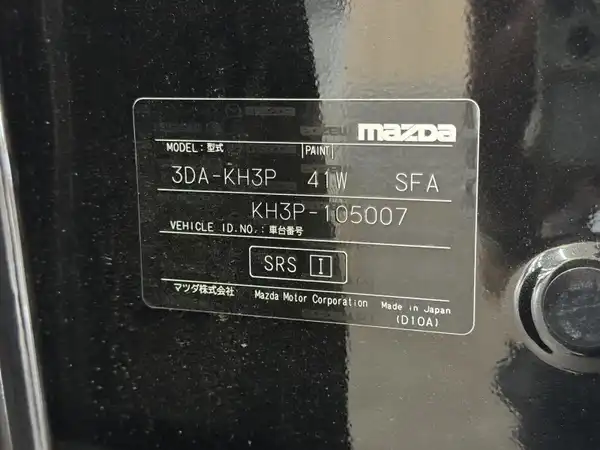 mazda
MODEL:型式 PAINT
3DA-KH3P 41W SFA
KH3P-105007
VEHICLE ID.NO.:車台番号
SRS I
マツダ株式会社 Mazda Motor Corporation Made in Japan
(D10A)